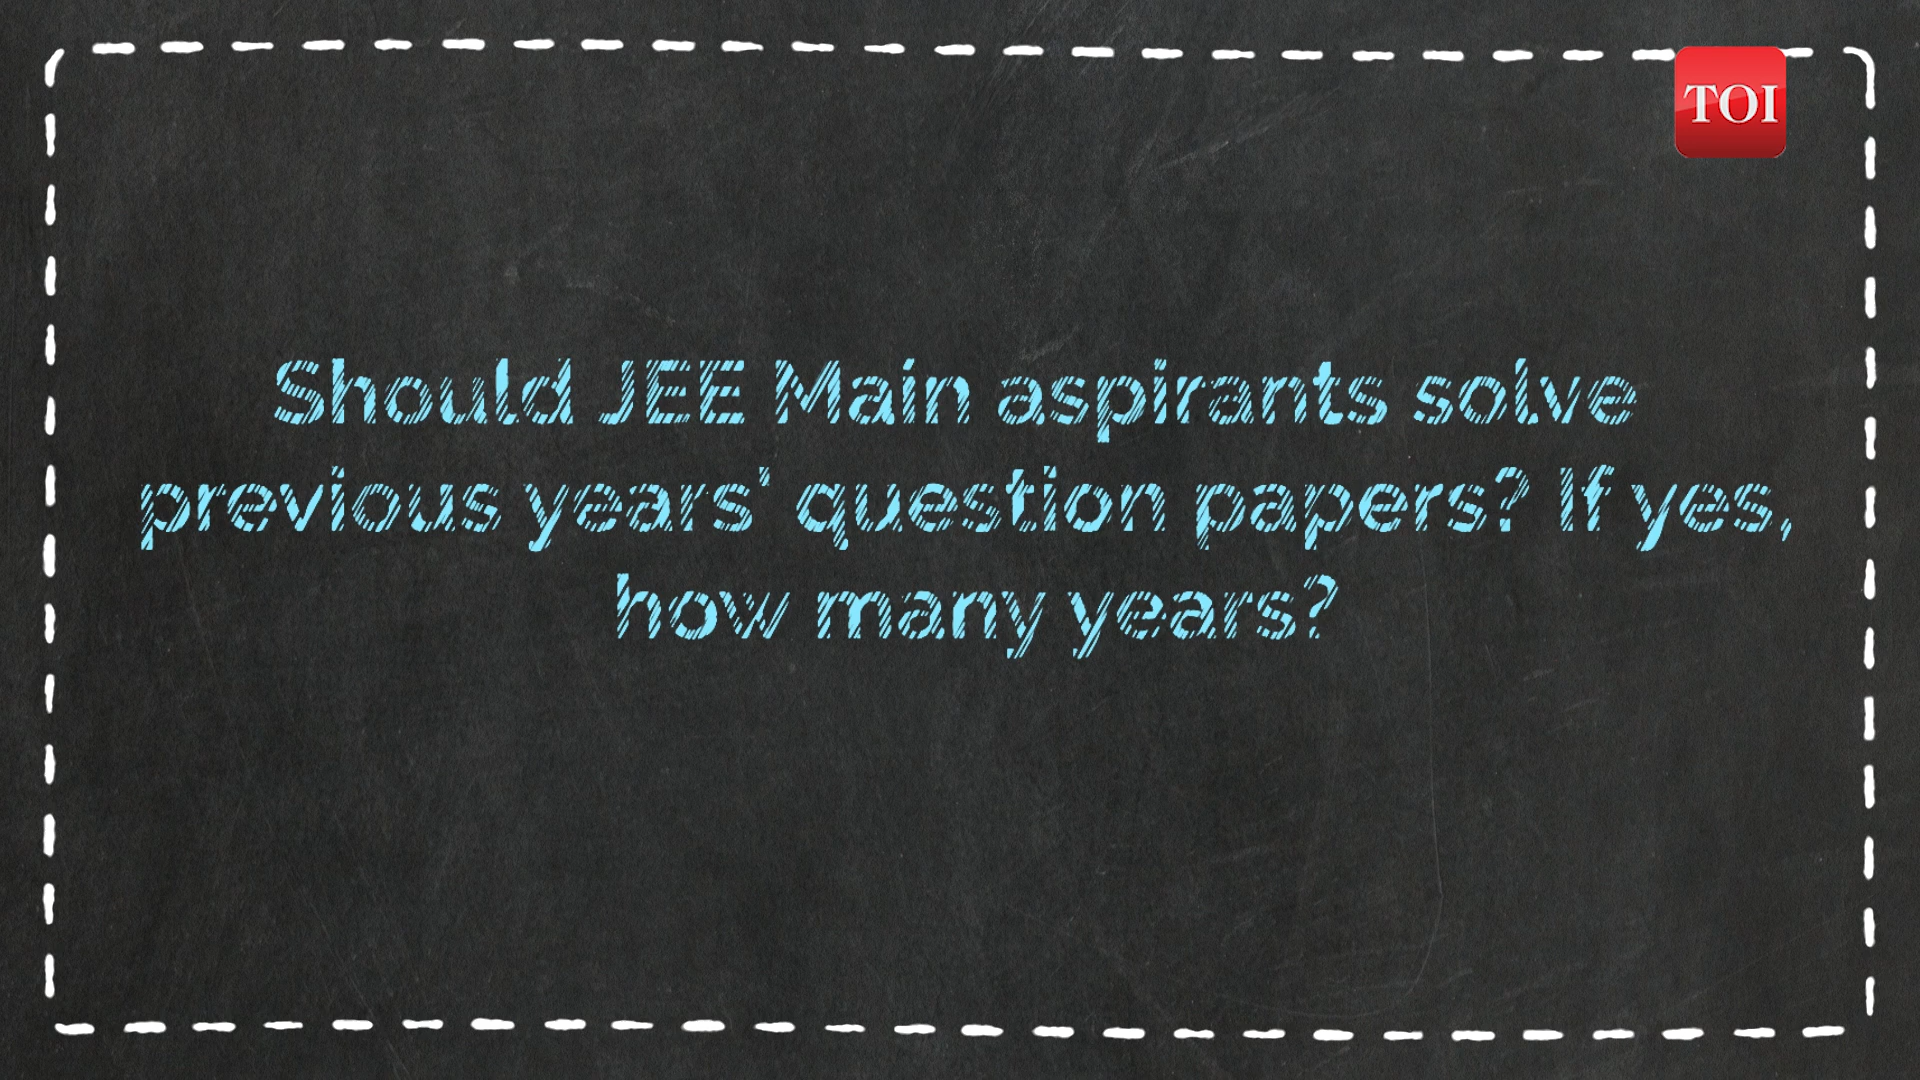 TOI
Should JEE Main aspirants solve
previous years' question papers? If yes,
how many years?